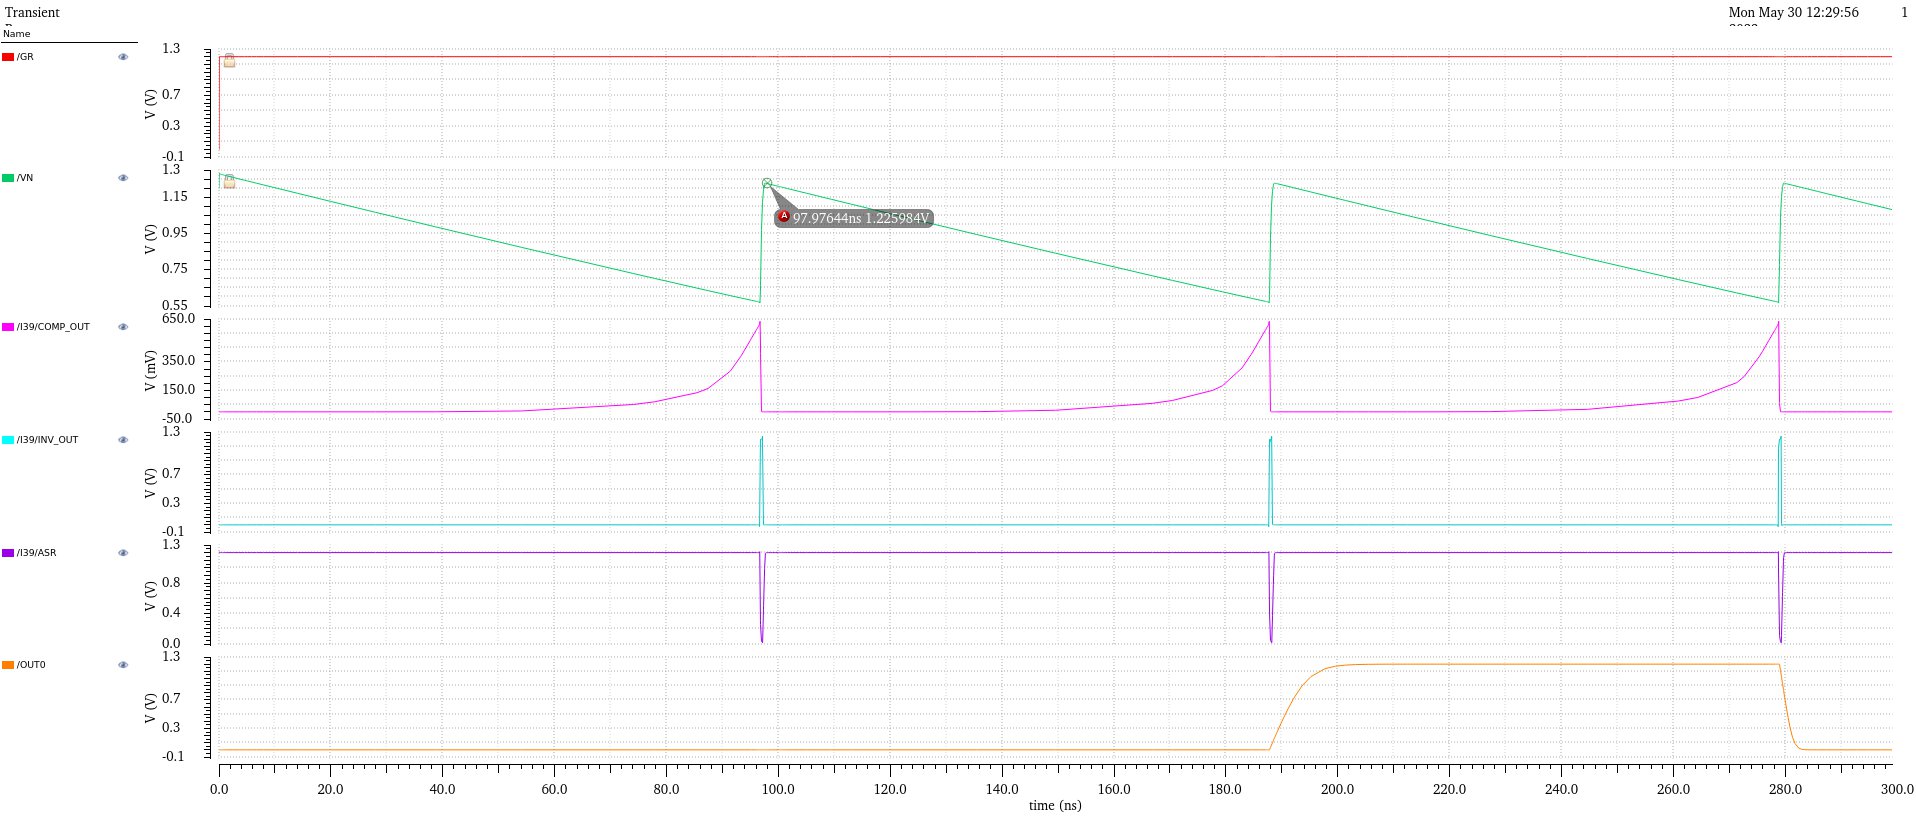 Transient
Mon May 30 12:29:56 1
Name
/GR
1.3
0.7
0.3
-0.1
V (V)
/VN
1.3
1.15
0.95
0.75
0.55
V (V)
A 97.97644ns 1.225984V
/I39/COMP_OUT
650.0
350.0
150.0
-50.0
V (mV)
/I39/INV_OUT
1.3
0.7
0.3
-0.1
V (V)
/I39/ASR
1.3
0.8
0.4
0.0
V (V)
/OUT0
1.3
0.7
0.3
-0.1
V (V)
0.0 20.0 40.0 60.0 80.0 100.0 120.0 140.0 160.0 180.0 200.0 220.0 240.0 260.0 280.0 300.0
time (ns)